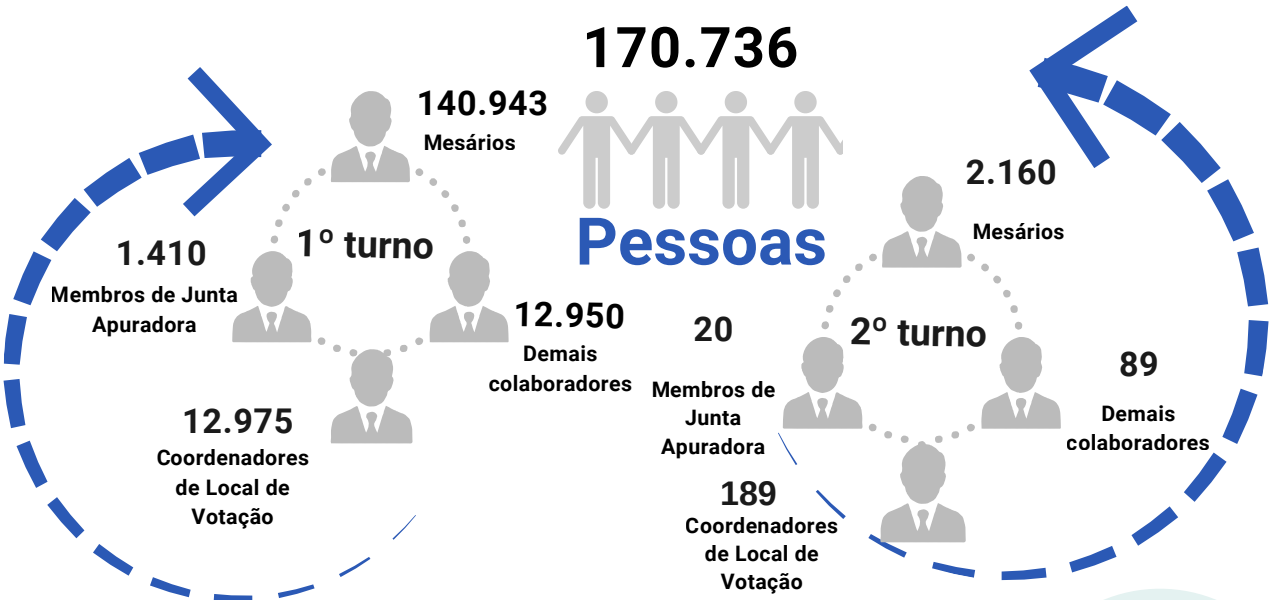 170.736
Pessoas
1º turno
140.943
Mesários
1.410
Membros de Junta
Apuradora
12.950
Demais
colaboradores
12.975
Coordenadores
de Local de
Votação
2º turno
2.160
Mesários
20
Membros de
Junta
Apuradora
89
Demais
colaboradores
189
Coordenadores
de Local de
Votação